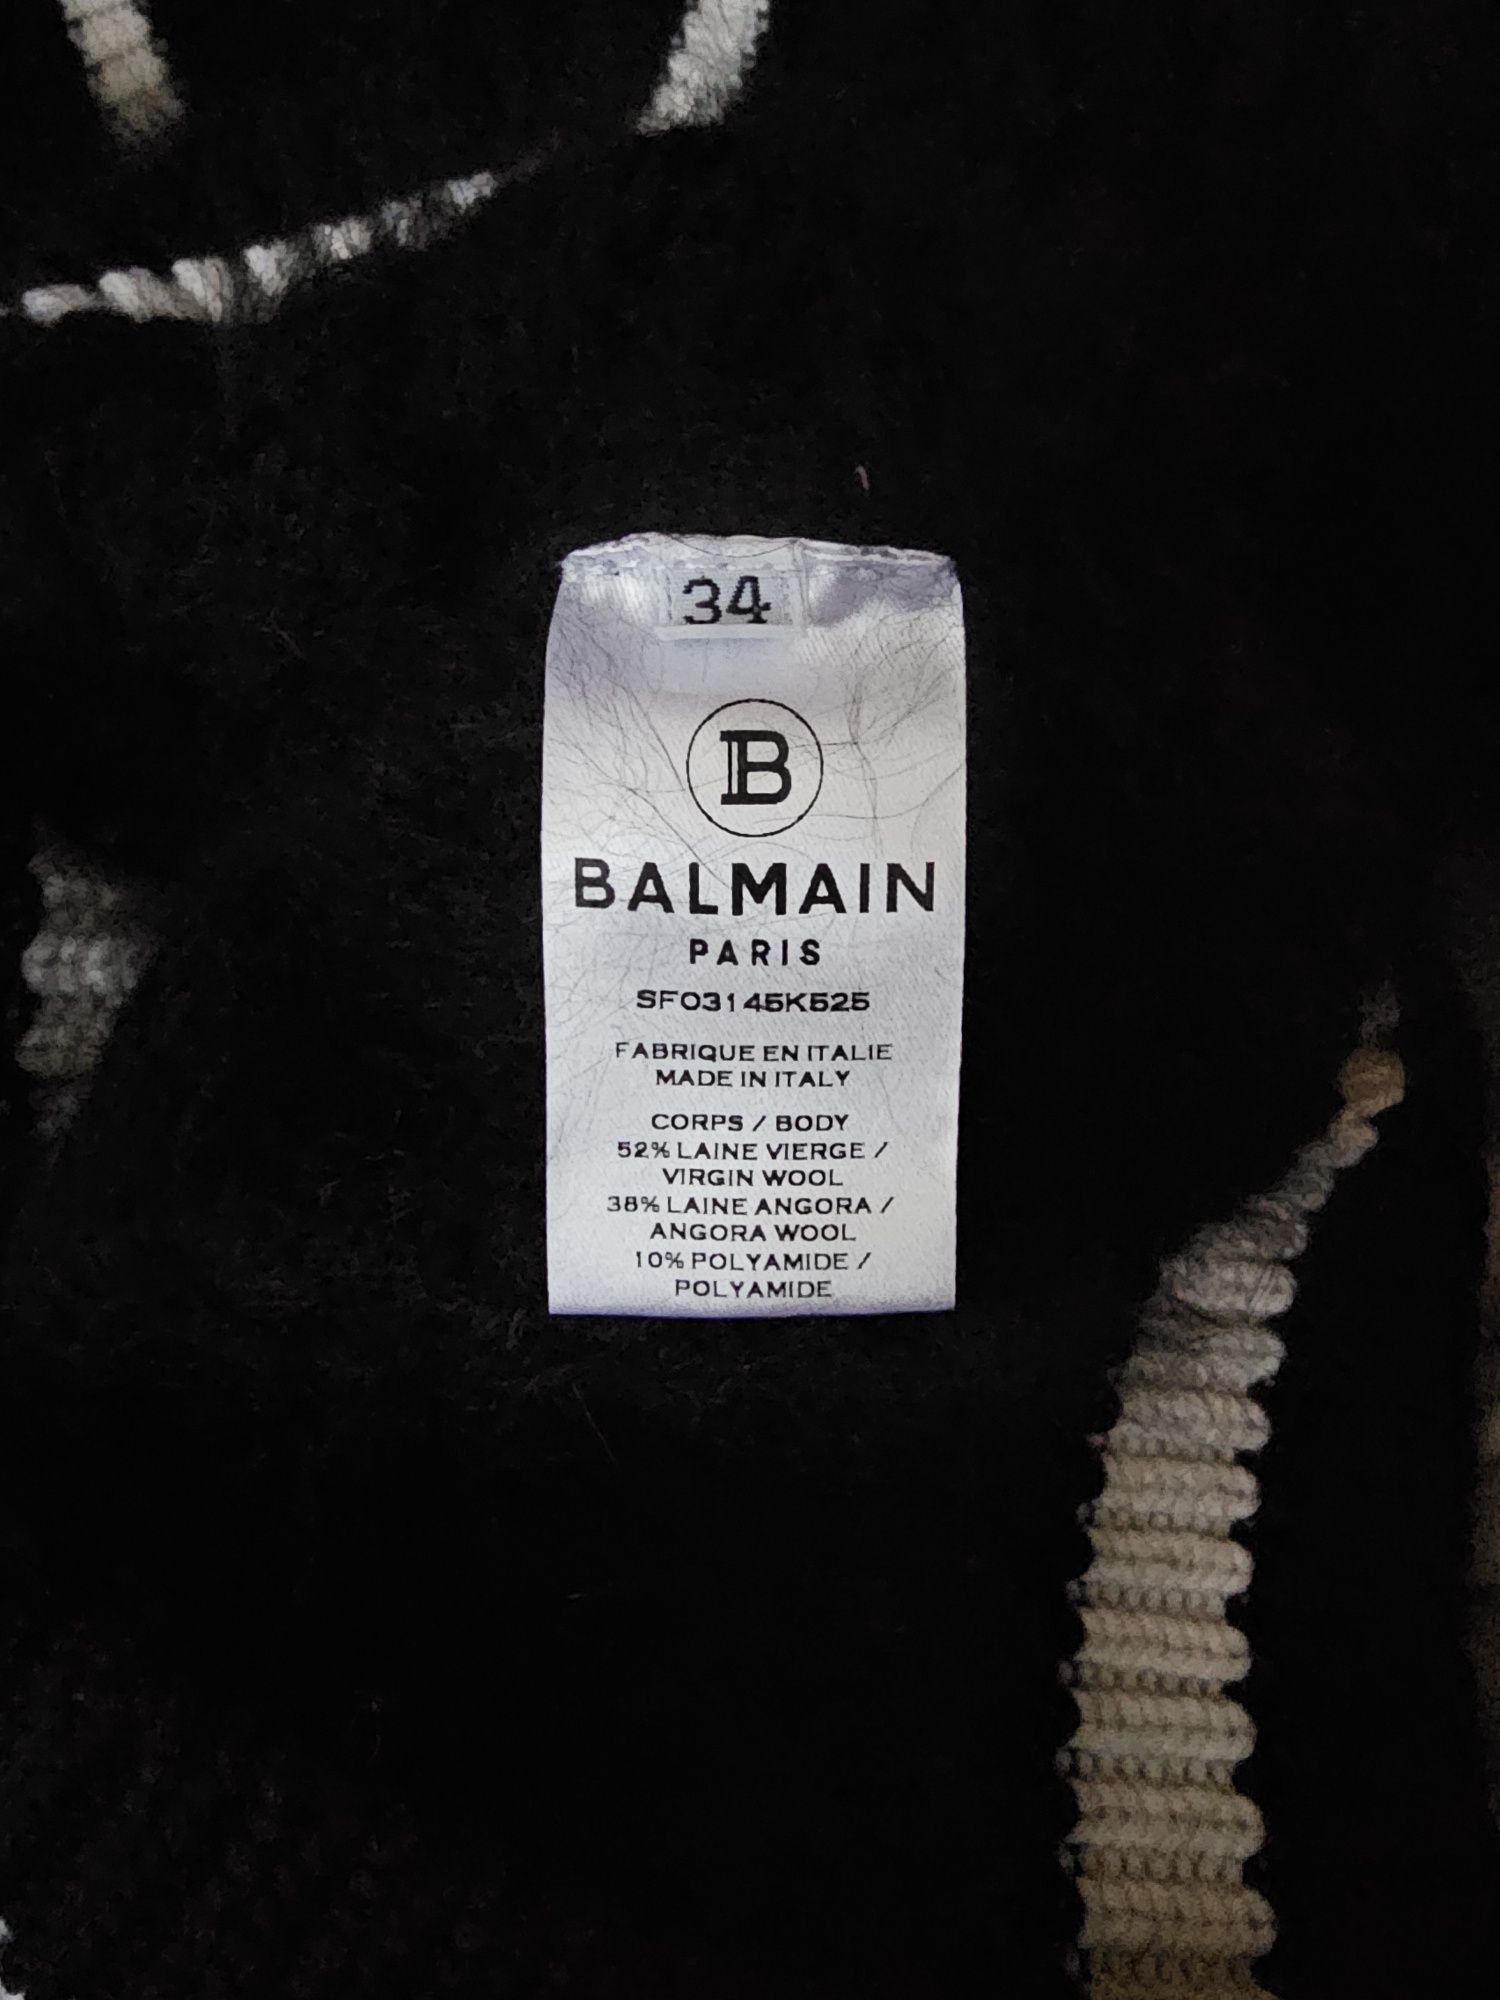 34
B
BALMAIN
PARIS
SF03145K525
FABRIQUE EN ITALIE
MADE IN ITALY
CORPS / BODY
52% LAINE VIERGE /
VIRGIN WOOL
38% LAINE ANGORA /
ANGORA WOOL
10% POLYAMIDE /
POLYAMIDE